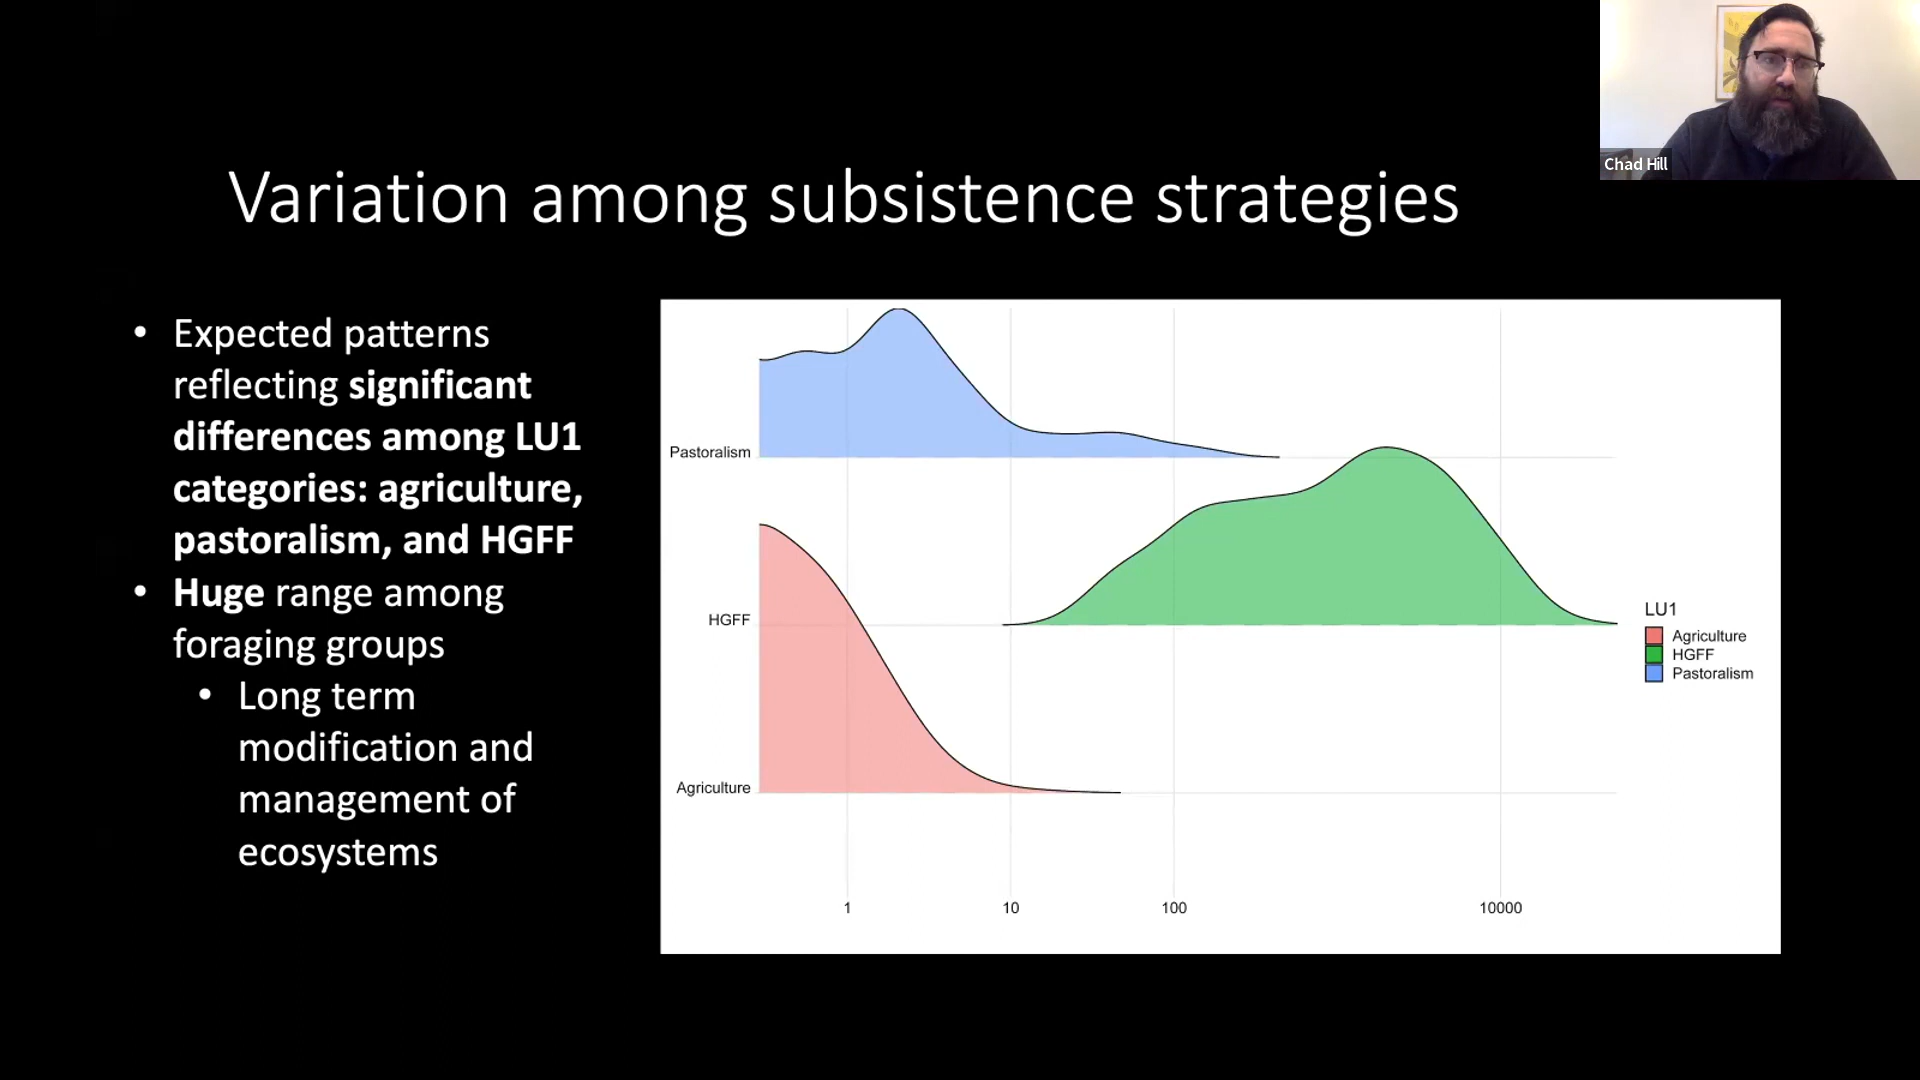 Chad Hill
Variation among subsistence strategies
• Expected patterns
reflecting significant
differences among LU1
categories: agriculture,
pastoralism, and HGFF
• Huge range among
foraging groups
• Long term
modification and
management of
ecosystems
Pastoralism
HGFF
Agriculture
1 10 100 10000
LU1
Agriculture
HGFF
Pastoralism